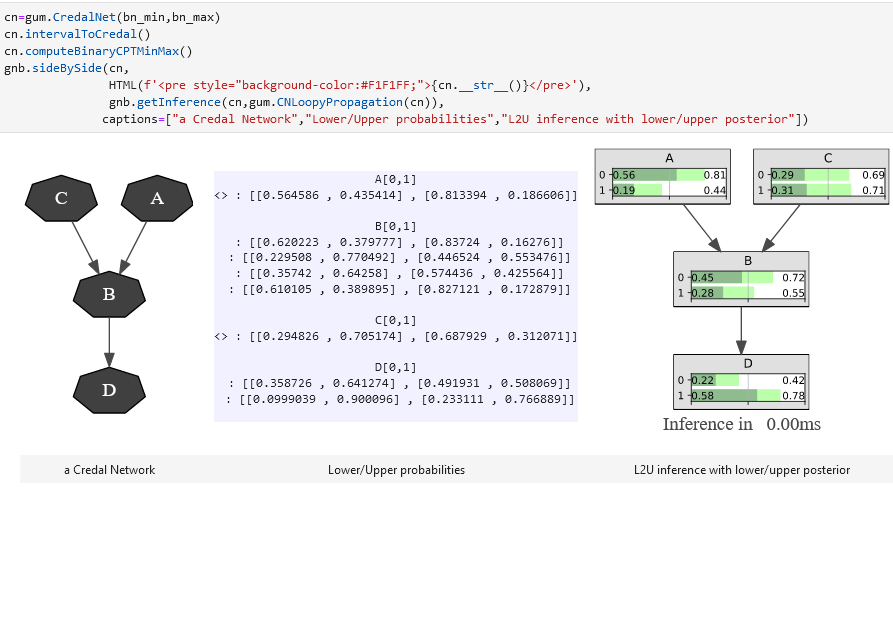 cn=gum.CredalNet(bn_min,bn_max)
cn.intervalToCredal()
cn.computeBinaryCPTMinMax()
gnb.sideBySide(cn,
HTML(f'<pre style="background-color:#F1F1FF;">{cn.__str__()}</pre>'),
gnb.getInference(cn,gum.CNLoopyPropagation(cn)),
captions=["a Credal Network","Lower/Upper probabilities","L2U inference with lower/upper posterior"])
C
A
B
D
A[0,1]
<> : [[0.564586 , 0.435414] , [0.813394 , 0.186606]]
B[0,1]
: [[0.620223 , 0.379777] , [0.83724 , 0.16276]]
: [[0.229508 , 0.770492] , [0.446524 , 0.553476]]
: [[0.35742 , 0.64258] , [0.574436 , 0.425564]]
: [[0.610105 , 0.389895] , [0.827121 , 0.172879]]
C[0,1]
<> : [[0.294826 , 0.705174] , [0.687929 , 0.312071]]
D[0,1]
: [[0.358726 , 0.641274] , [0.491931 , 0.508069]]
: [[0.0999039 , 0.900096] , [0.233111 , 0.766889]]
A
0 0.56 0.81
1 0.19 0.44
C
0 0.29 0.69
1 0.31 0.71
B
0 0.45 0.72
1 0.28 0.55
D
0 0.22 0.42
1 0.58 0.78
Inference in 0.00ms
a Credal Network
Lower/Upper probabilities
L2U inference with lower/upper posterior